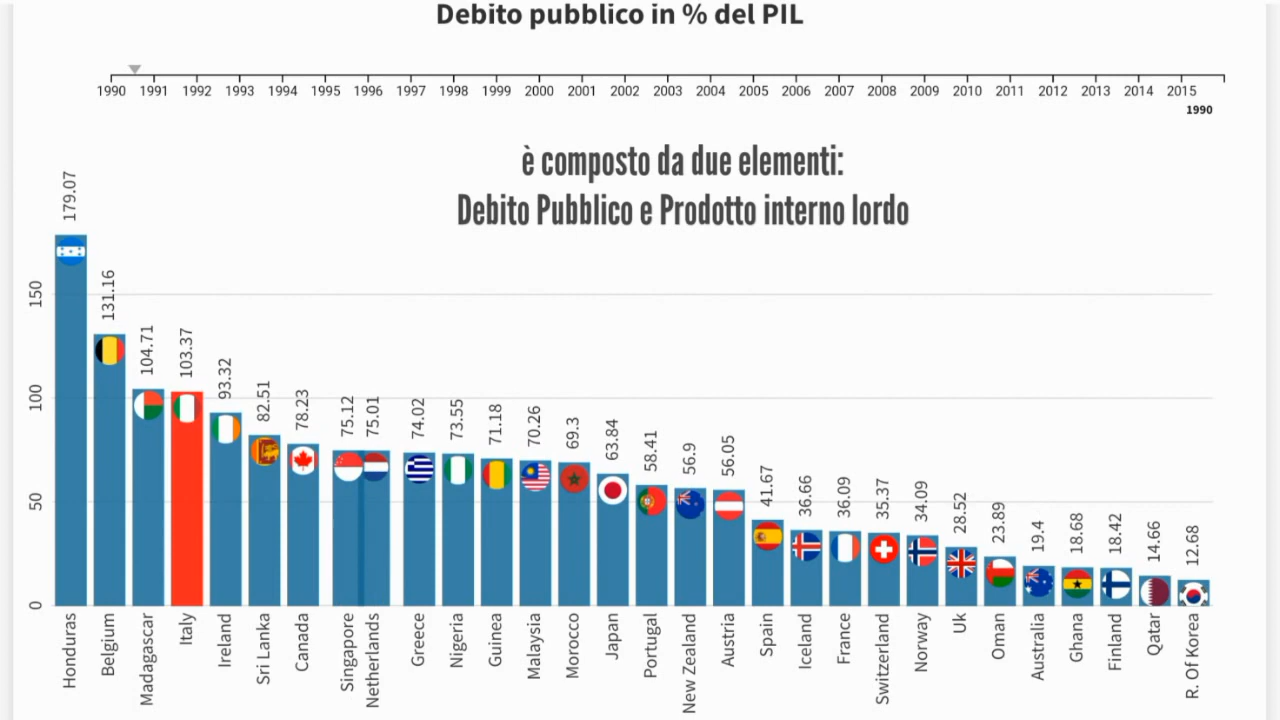 Debito pubblico in % del PIL
1990 1991 1992 1993 1994 1995 1996 1997 1998 1999 2000 2001 2002 2003 2004 2005 2006 2007 2008 2009 2010 2011 2012 2013 2014 2015
1990
è composto da due elementi:
Debito Pubblico e Prodotto interno lordo
179.07 131.16 104.71 103.37 93.32 82.51 78.23 75.12 75.01 74.02 73.55 71.18 70.26 69.3 63.84 58.41 56.9 56.05 41.67 36.66 36.09 35.37 34.09 28.52 23.89 19.4 18.68 18.42 14.66 12.68
150
100
50
0
Honduras Belgium Madagascar Italy Ireland Sri Lanka Canada Singapore Netherlands Greece Nigeria Guinea Malaysia Morocco Japan Portugal New Zealand Austria Spain Iceland France Switzerland Norway Uk Oman Australia Ghana Finland Qatar R. Of Korea